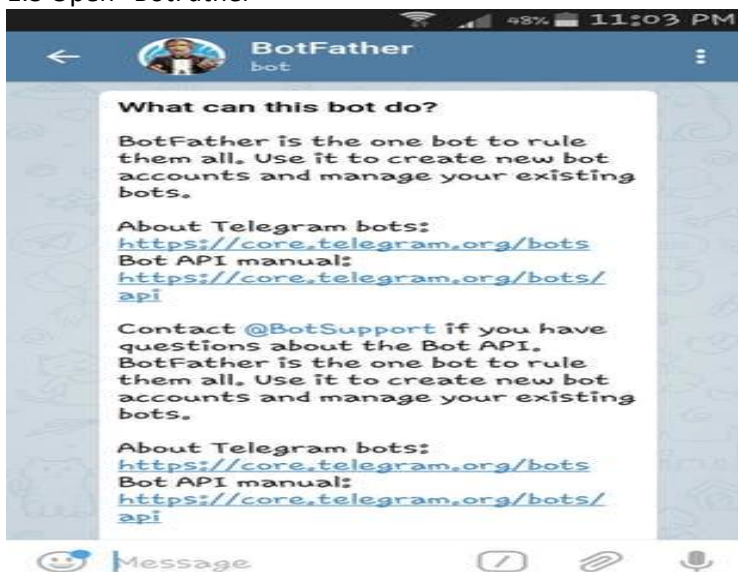 48% 11:03 PM
BotFather
bot
What can this bot do?
BotFather is the one bot to rule
them all. Use it to create new bot
accounts and manage your existing
bots.
About Telegram bots:
https://core.telegram.org/bots
Bot API manual:
https://core.telegram.org/bots/
api
Contact @BotSupport if you have
questions about the Bot API.
BotFather is the one bot to rule
them all. Use it to create new bot
accounts and manage your existing
bots.
About Telegram bots:
https://core.telegram.org/bots
Bot API manual:
https://core.telegram.org/bots/
api
Message